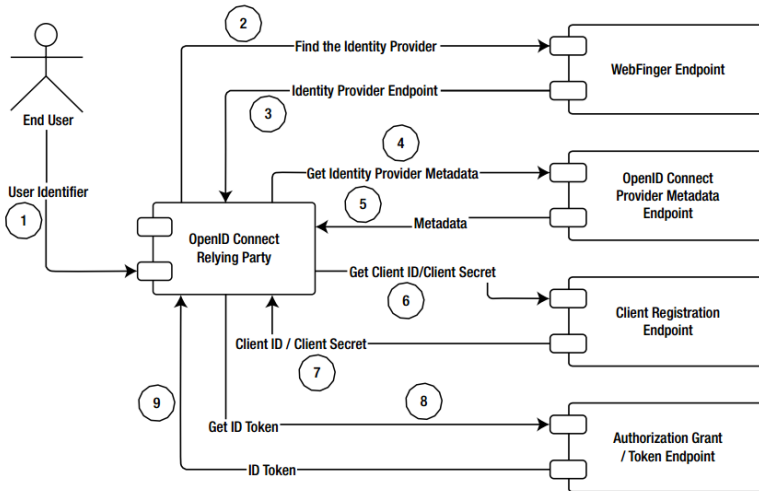 2
Find the Identity Provider
WebFinger Endpoint
Identity Provider Endpoint
3
End User
4
Get Identity Provider Metadata
OpenID Connect
Provider Metadata
Endpoint
User Identifier
1
5
Metadata
OpenID Connect
Relying Party
Get Client ID/Client Secret
6
Client Registration
Endpoint
Client ID / Client Secret
7
9
8
Get ID Token
Authorization Grant
/ Token Endpoint
ID Token